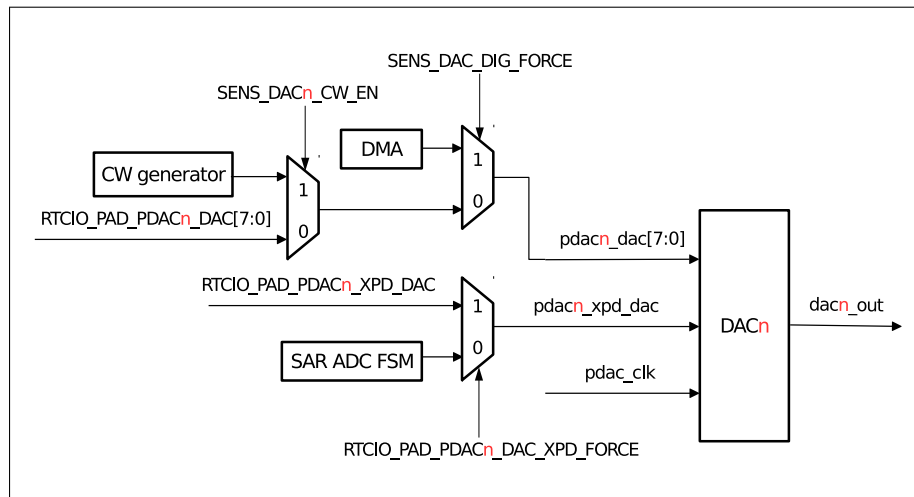 SENS_DAC_DIG_FORCE
SENS_DACn_CW_EN
DMA
1
0
CW generator
1
0
RTCIO_PAD_PDACn_DAC[7:0]
pdacn_dac[7:0]
RTCIO_PAD_PDACn_XPD_DAC
1
0
pdacn_xpd_dac
DACn
dacn_out
SAR ADC FSM
pdac_clk
RTCIO_PAD_PDACn_DAC_XPD_FORCE